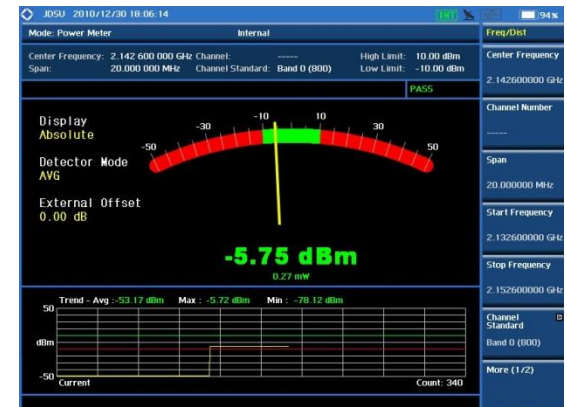 JDSU 2010/12/30 18:06:14
INT
94%
Mode: Power Meter
Internal
Freq/Dist
Center Frequency: 2.142 600 000 GHz Channel: ----- High Limit: 10.00 dBm
Span: 20.000 000 MHz Channel Standard: Band 0 (800) Low Limit: -10.00 dBm
PASS
Display
Absolute
Detector Mode
AVG
External Offset
0.00 dB
-50 -30 -10 10 30 50
-5.75 dBm
0.27 mW
Trend - Avg :-53.17 dBm Max : -5.72 dBm Min : -78.12 dBm
50
dBm
-50
Current
Count: 340
Center Frequency
2.142600000 GHz
Channel Number
-----
Span
20.000000 MHz
Start Frequency
2.132600000 GHz
Stop Frequency
2.152600000 GHz
Channel
Standard
Band 0 (800)
More (1/2)